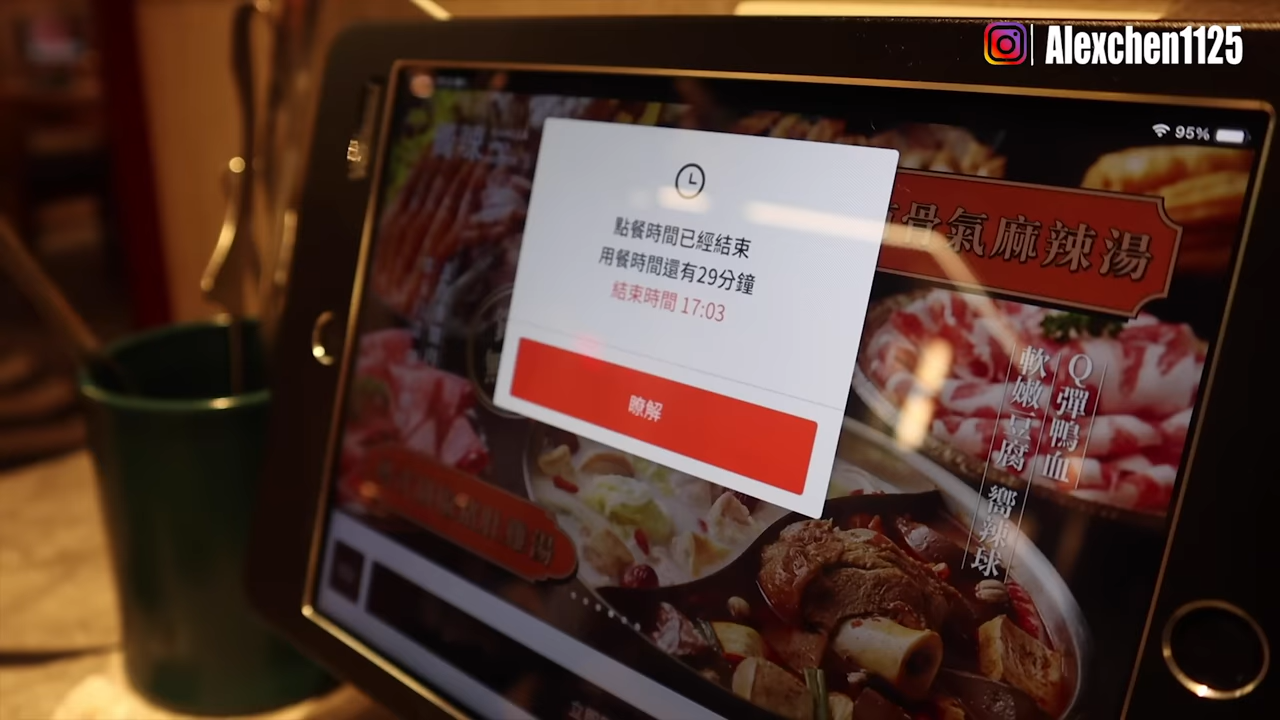 Alexchen1125
95%
點餐時間已經結束
用餐時間還有29分鐘
結束時間 17:03
瞭解
骨氣麻辣湯
Q彈鴨血
軟嫩豆腐 嚮辣球